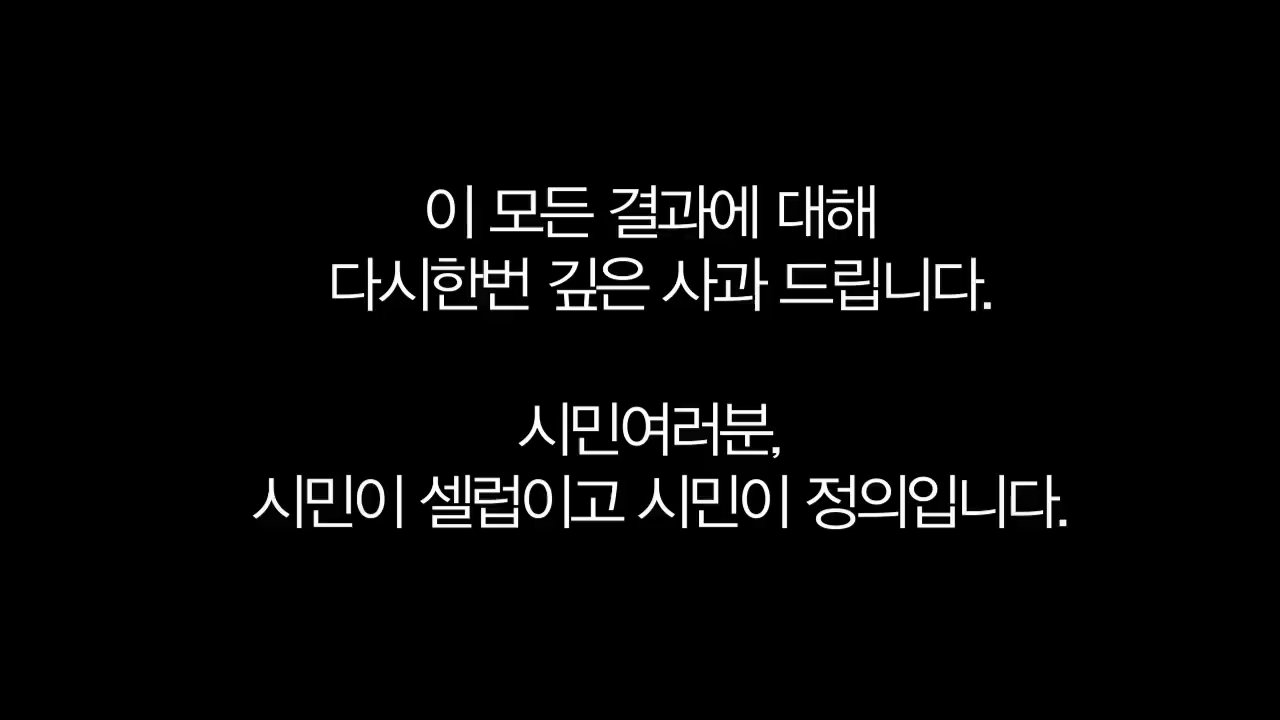 이 모든 결과에 대해
다시한번 깊은 사과 드립니다.
시민여러분,
시민이 셀럽이고 시민이 정의입니다.